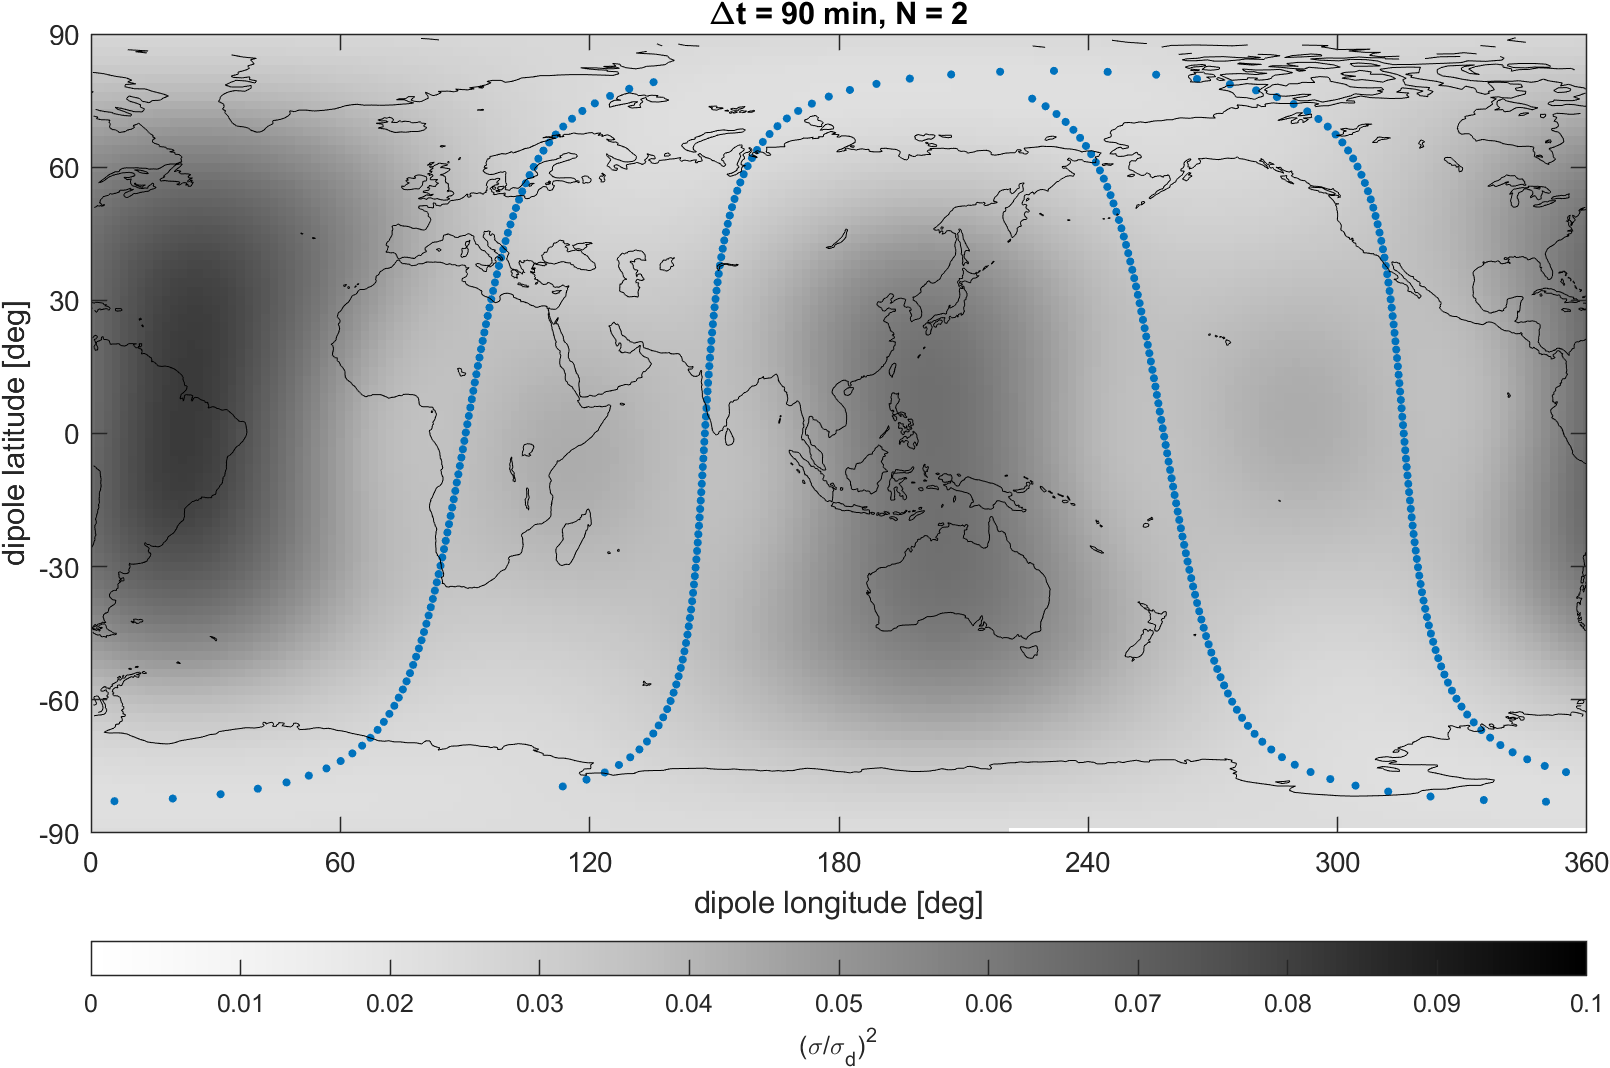 Δt = 90 min, N = 2
90
60
30
0
-30
-60
-90
dipole latitude [deg]
0 60 120 180 240 300 360
dipole longitude [deg]
0 0.01 0.02 0.03 0.04 0.05 0.06 0.07 0.08 0.09 0.1
(σ/σd)2